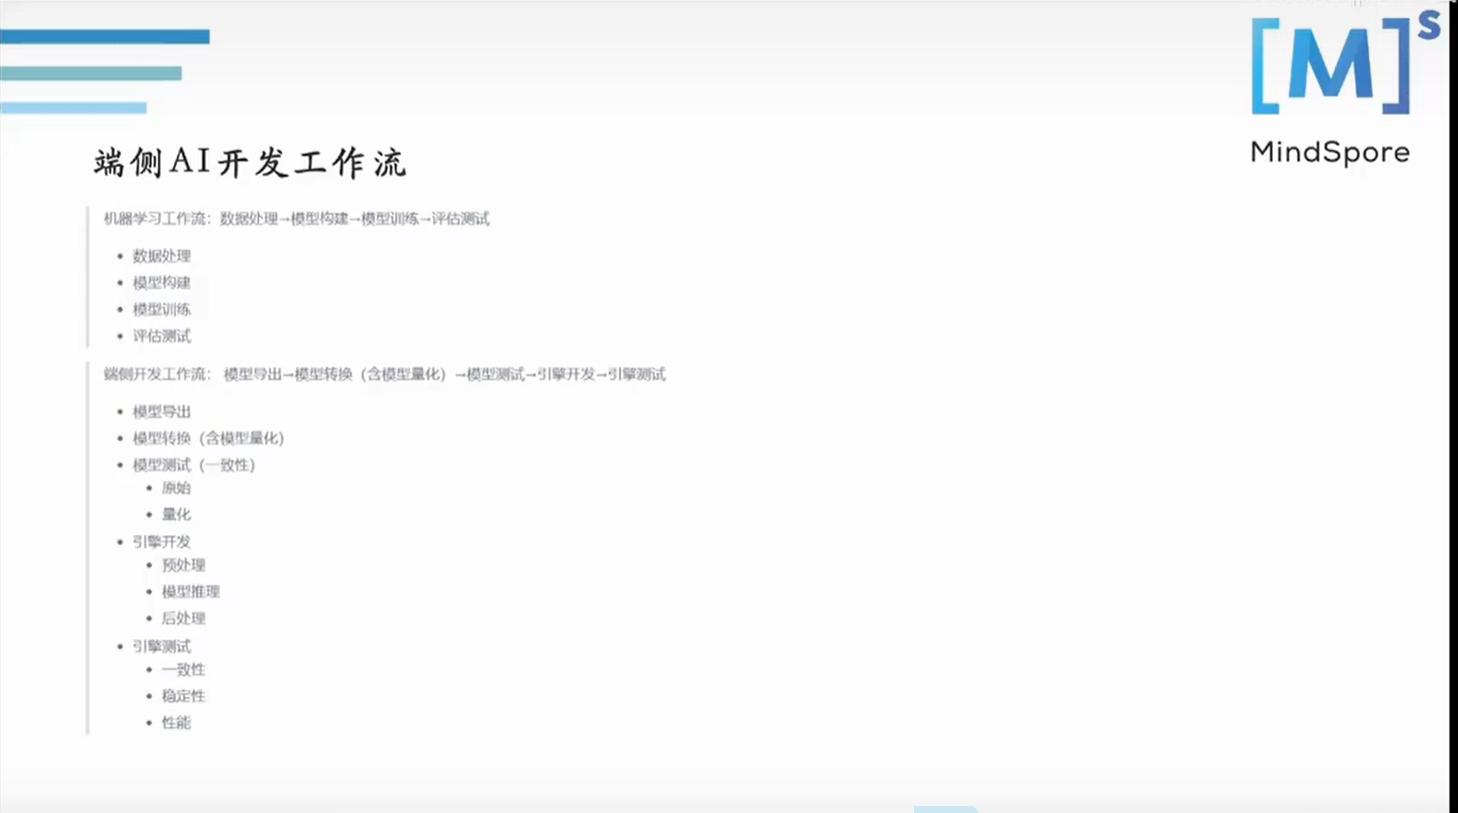 [M]S
MindSpore
端侧AI开发工作流
机器学习工作流：数据处理→模型构建→模型训练→评估测试
• 数据处理
• 模型构建
• 模型训练
• 评估测试
端侧开发工作流： 模型导出→模型转换（含模型量化）→模型测试→引擎开发→引擎测试
• 模型导出
• 模型转换（含模型量化）
• 模型测试（一致性）
• 原始
• 量化
• 引擎开发
• 预处理
• 模型推理
• 后处理
• 引擎测试
• 一致性
• 稳定性
• 性能